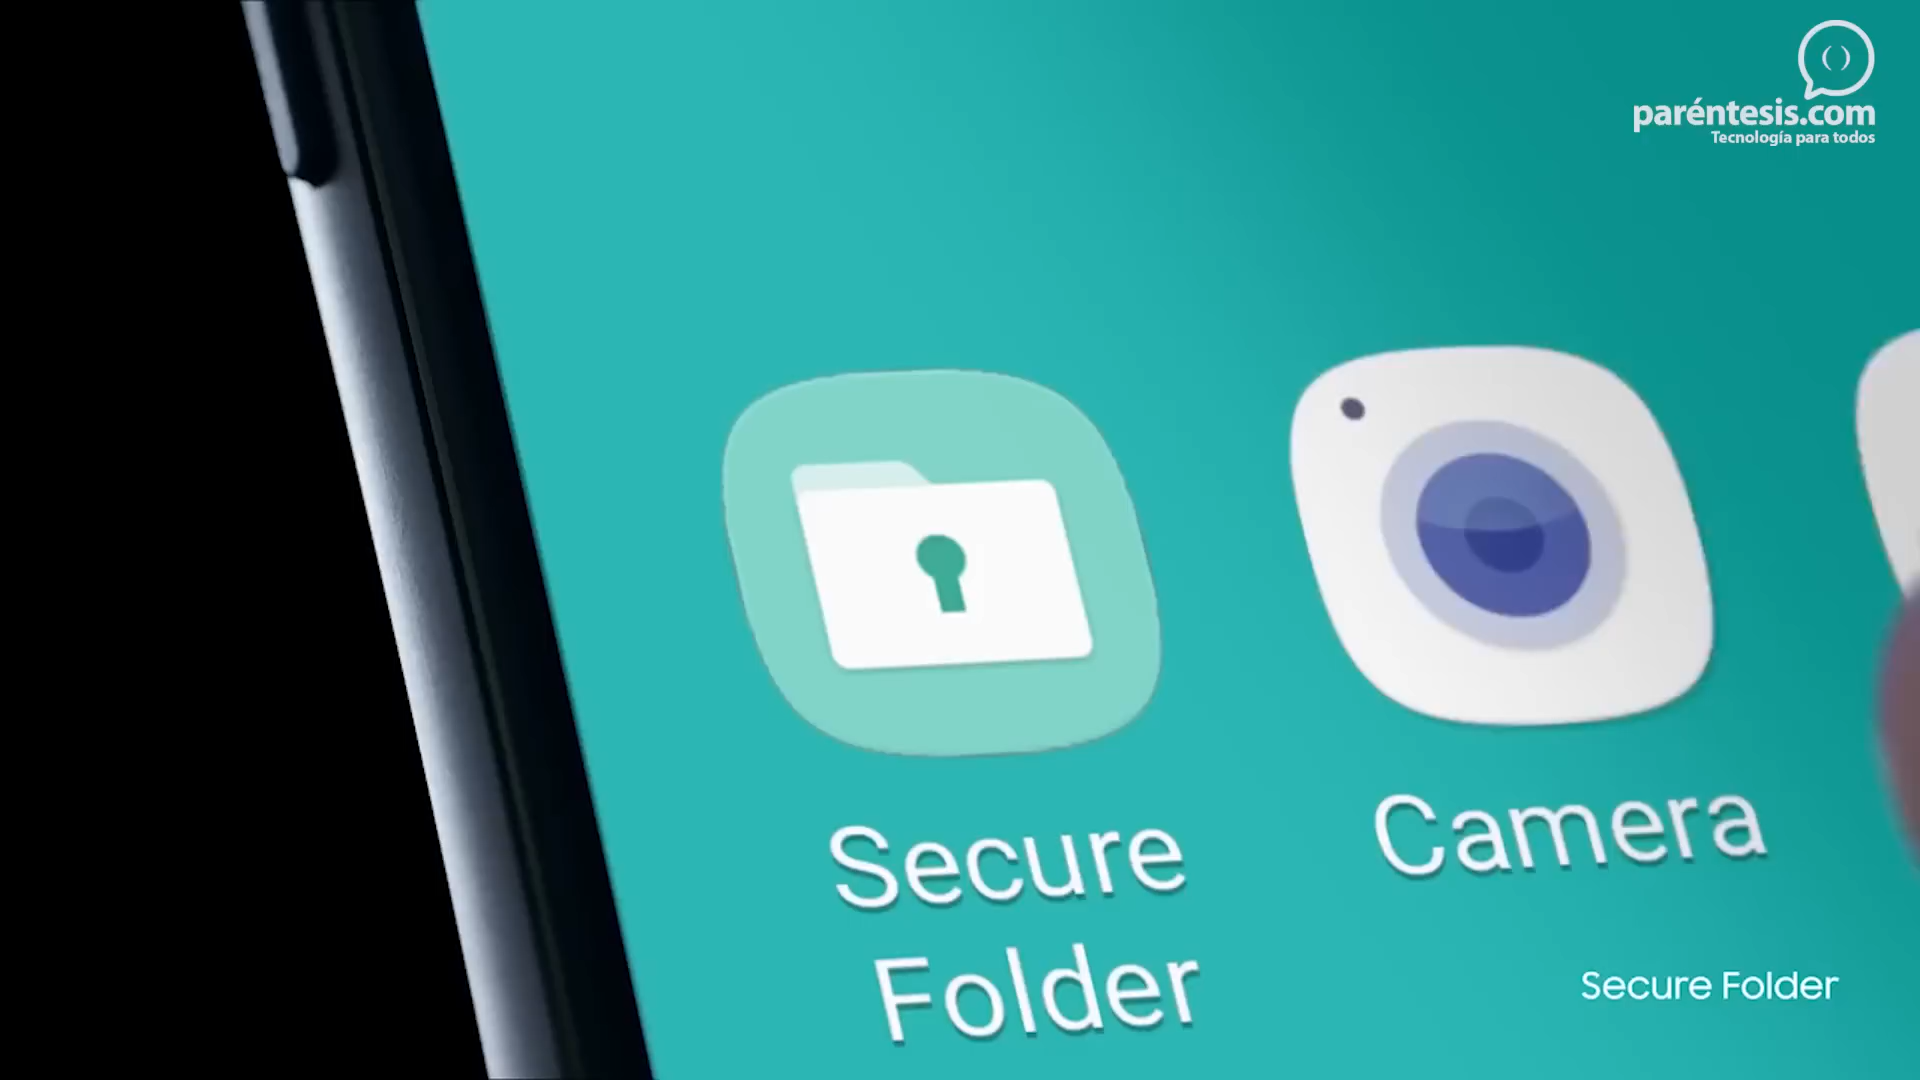 ()
paréntesis.com
Tecnología para todos
Secure
Folder
Camera
Secure Folder